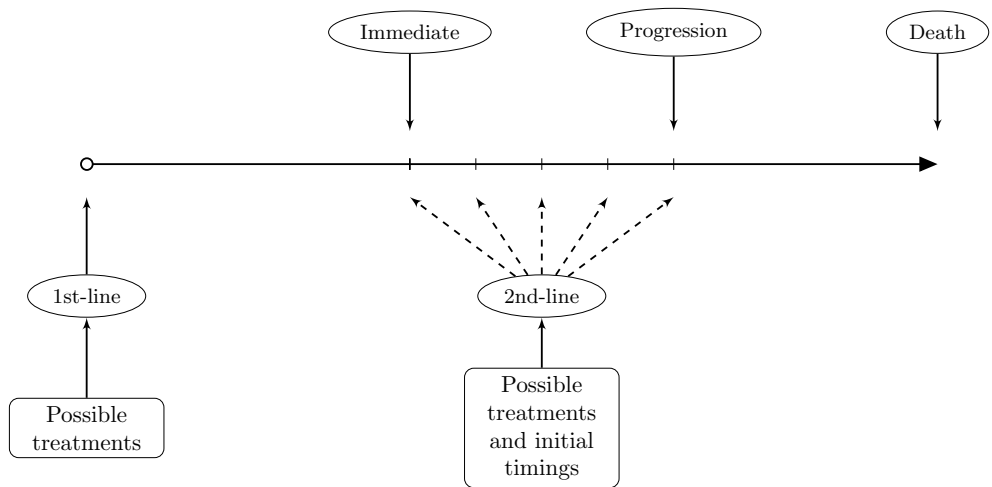 Immediate
Progression
Death
1st-line
2nd-line
Possible
treatments
Possible
treatments
and initial
timings